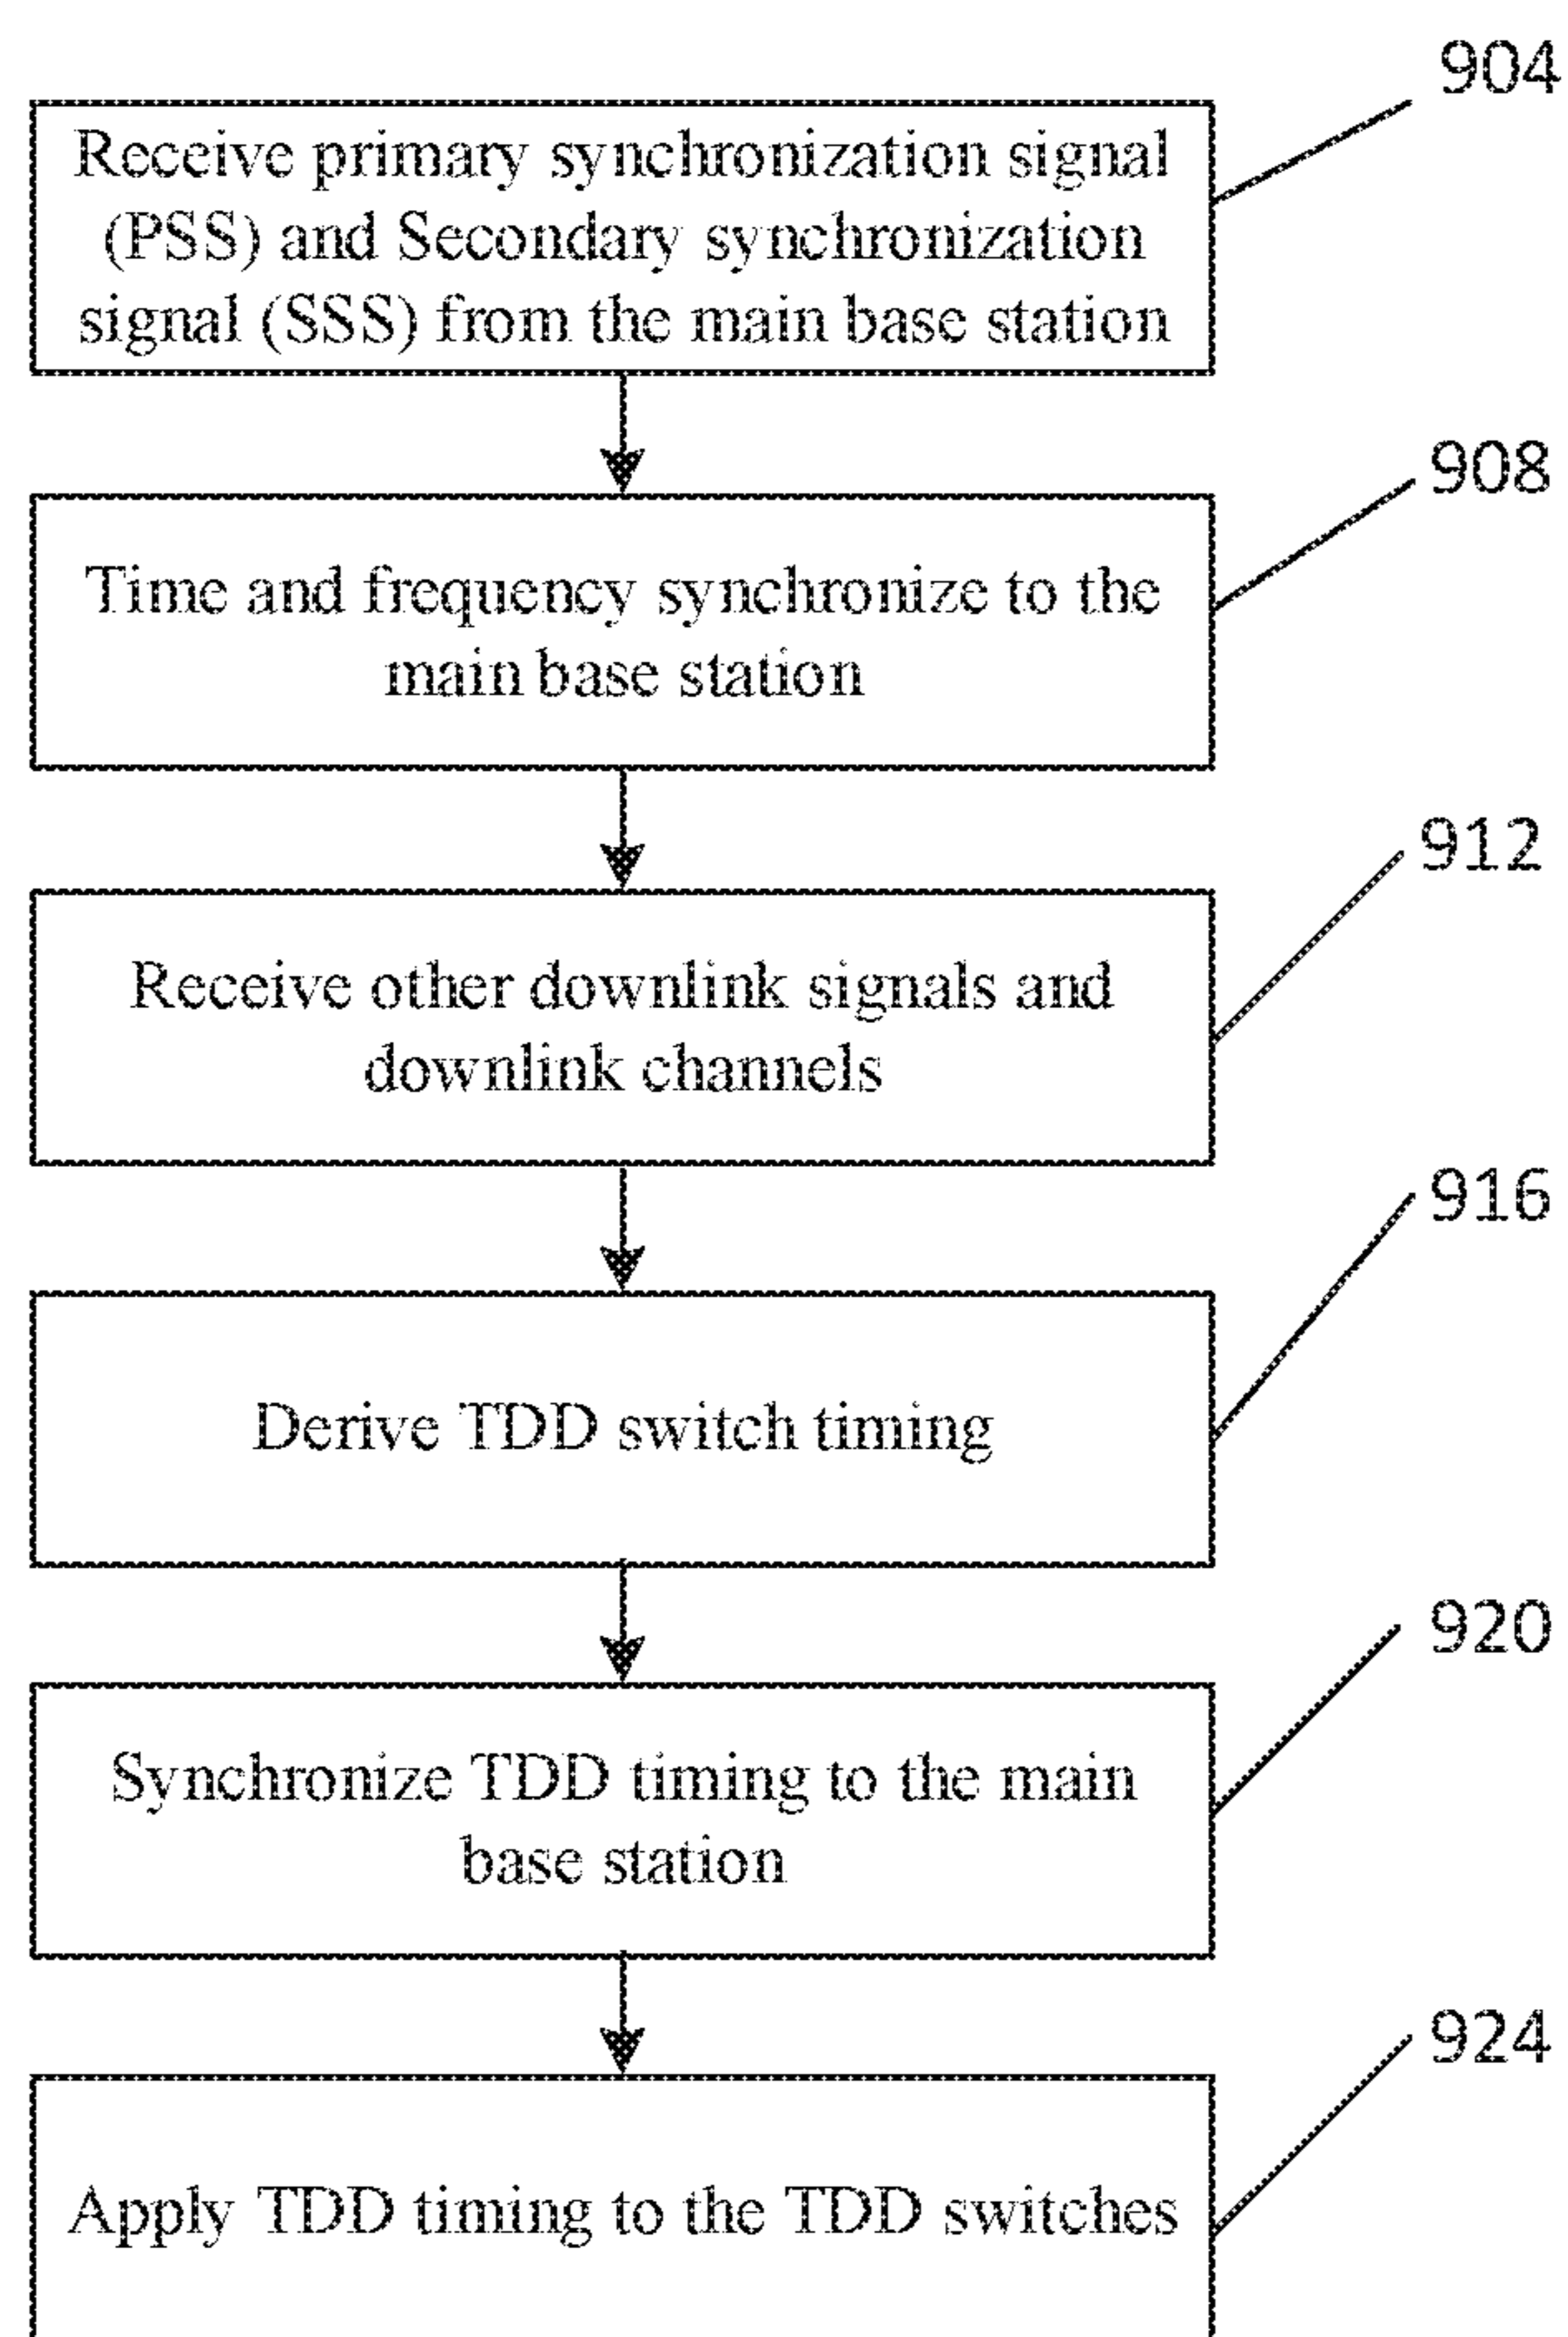 904
Receive primary synchronization signal
(PSS) and Secondary synchronization
signal (SSS) from the main base station
908
Time and frequency synchronize to the
main base station
912
Receive other downlink signals and
downlink channels
916
Derive TDD switch timing
920
Synchronize TDD timing to the main
base station
924
Apply TDD timing to the TDD switches